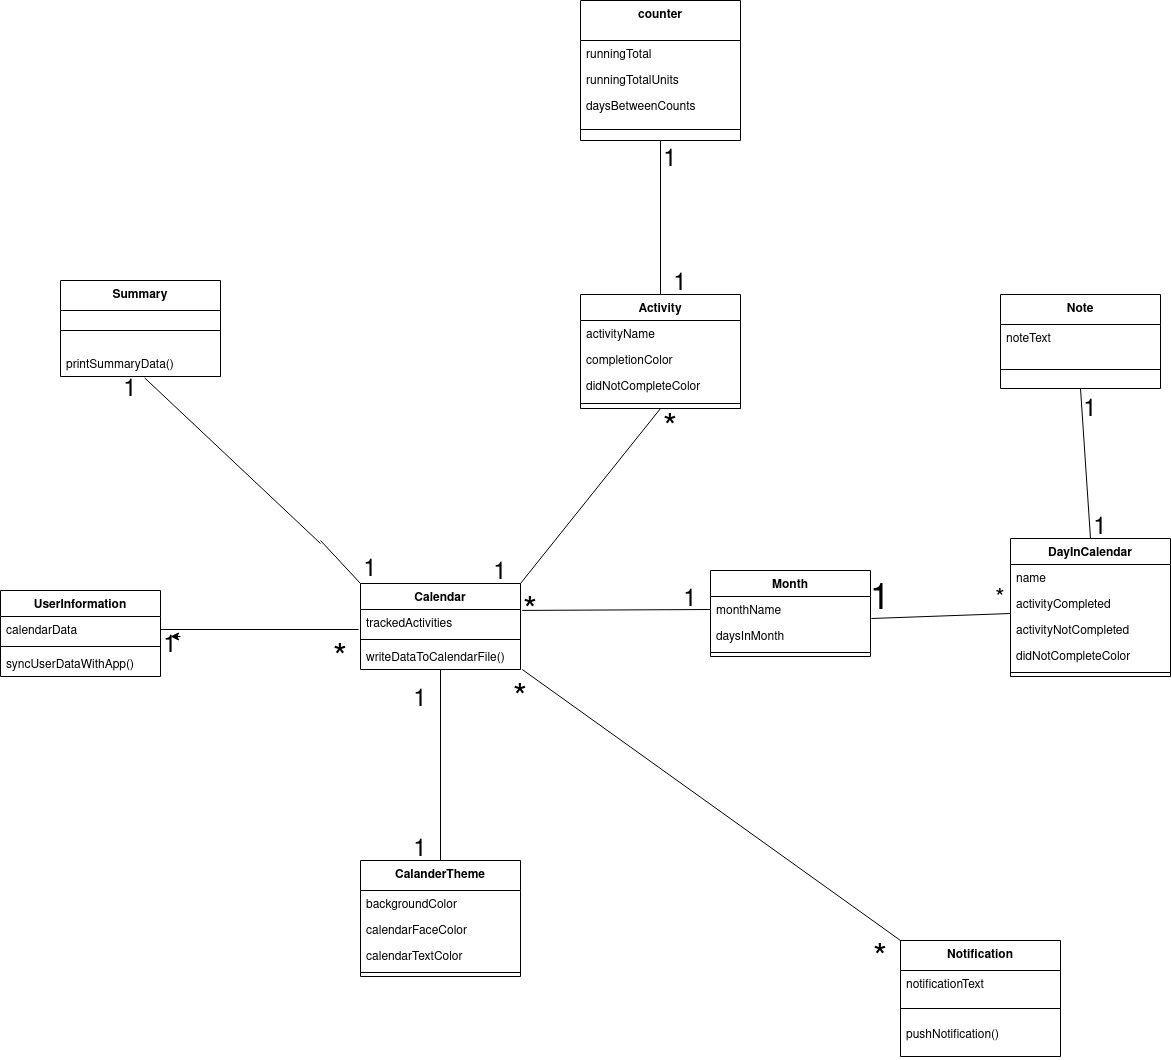 counter
runningTotal
runningTotalUnits
daysBetweenCounts
1
1
Activity
activityName
completionColor
didNotCompleteColor
*
Summary
printSummaryData()
1
Note
noteText
1
1
DayInCalendar
name
activityCompleted
activityNotCompleted
didNotCompleteColor
*
1
1
Calendar
trackedActivities
writeDataToCalendarFile()
*
1
Month
monthName
daysInMonth
1
UserInformation
calendarData
syncUserDataWithApp()
1
*
1
*
1
CalanderTheme
backgroundColor
calendarFaceColor
calendarTextColor
*
Notification
notificationText
pushNotification()